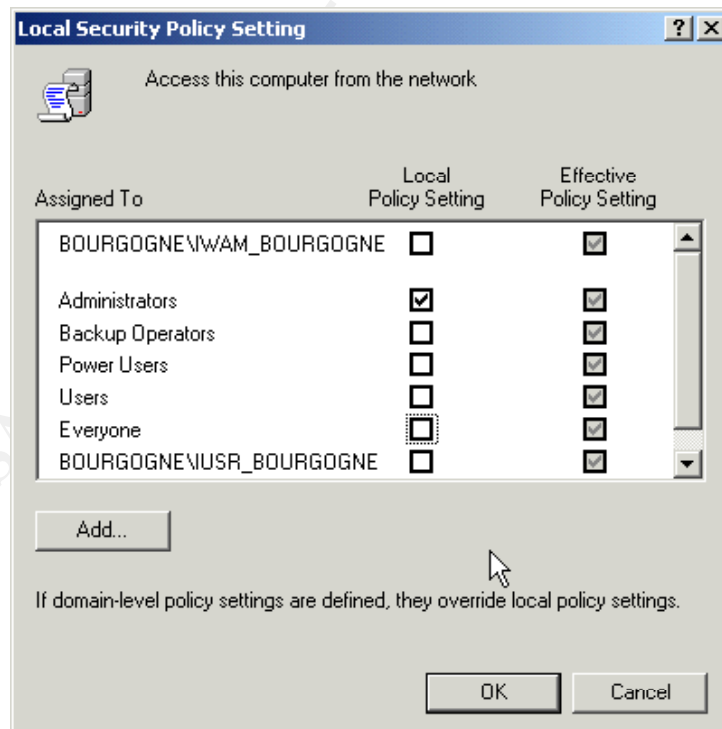 Local Security Policy Setting
Access this computer from the network
Local Effective
Assigned To Policy Setting Policy Setting
BOURGOGNE\IWAM_BOURGOGNE
Administrators
Backup Operators
Power Users
Users
Everyone
BOURGOGNE\IUSR_BOURGOGNE
Add...
If domain-level policy settings are defined, they override local policy settings.
OK Cancel